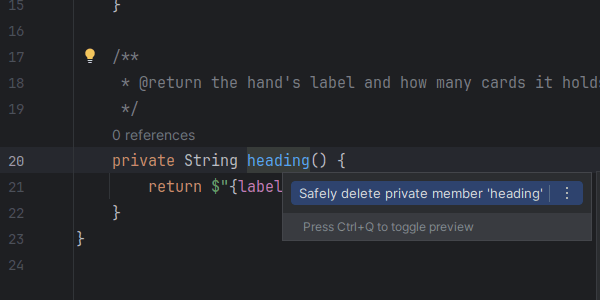 15 }
16
17 /**
18 * @return the hand's label and how many cards it holds
19 */
0 references
20 private String heading() {
21 return $"{label
Safely delete private member 'heading'
22 }
Press Ctrl+Q to toggle preview
23 }
24